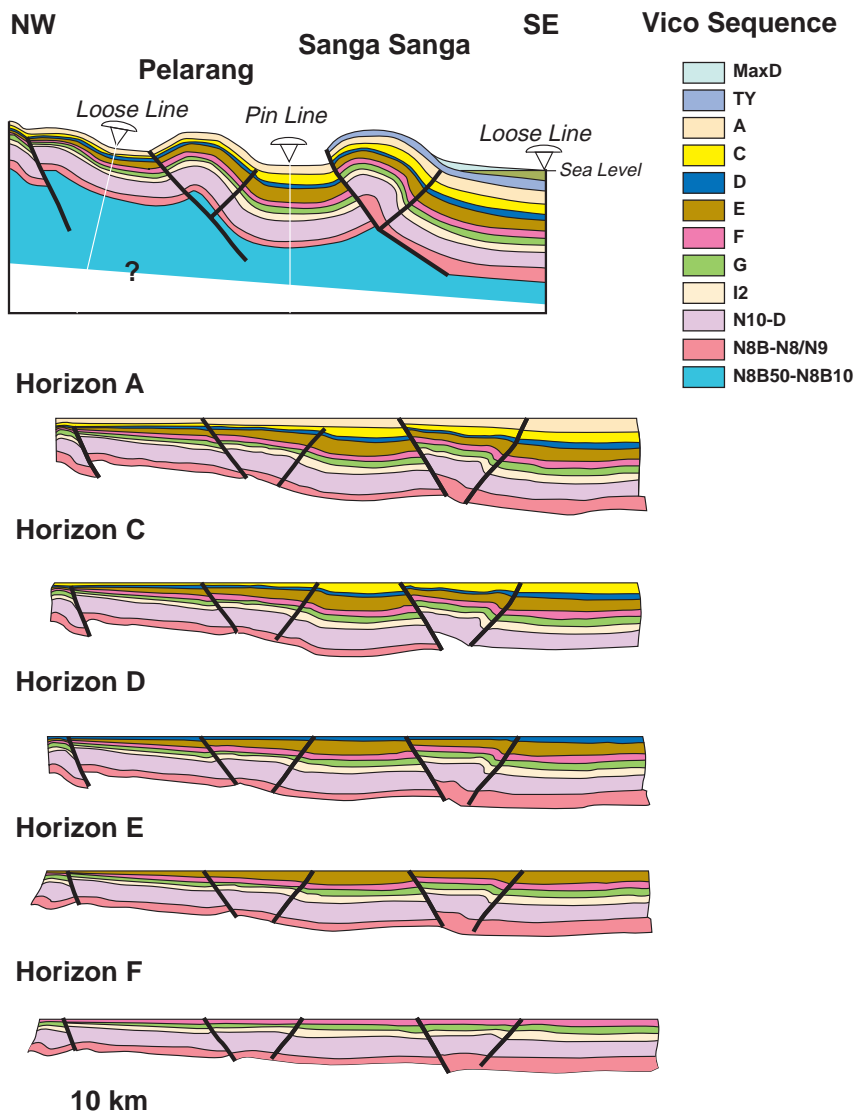 NW
Sanga Sanga
SE
Pelarang
Loose Line
Pin Line
Loose Line
Sea Level
?
Vico Sequence
MaxD
TY
A
C
D
E
F
G
I2
N10-D
N8B-N8/N9
N8B50-N8B10
Horizon A
Horizon C
Horizon D
Horizon E
Horizon F
10 km